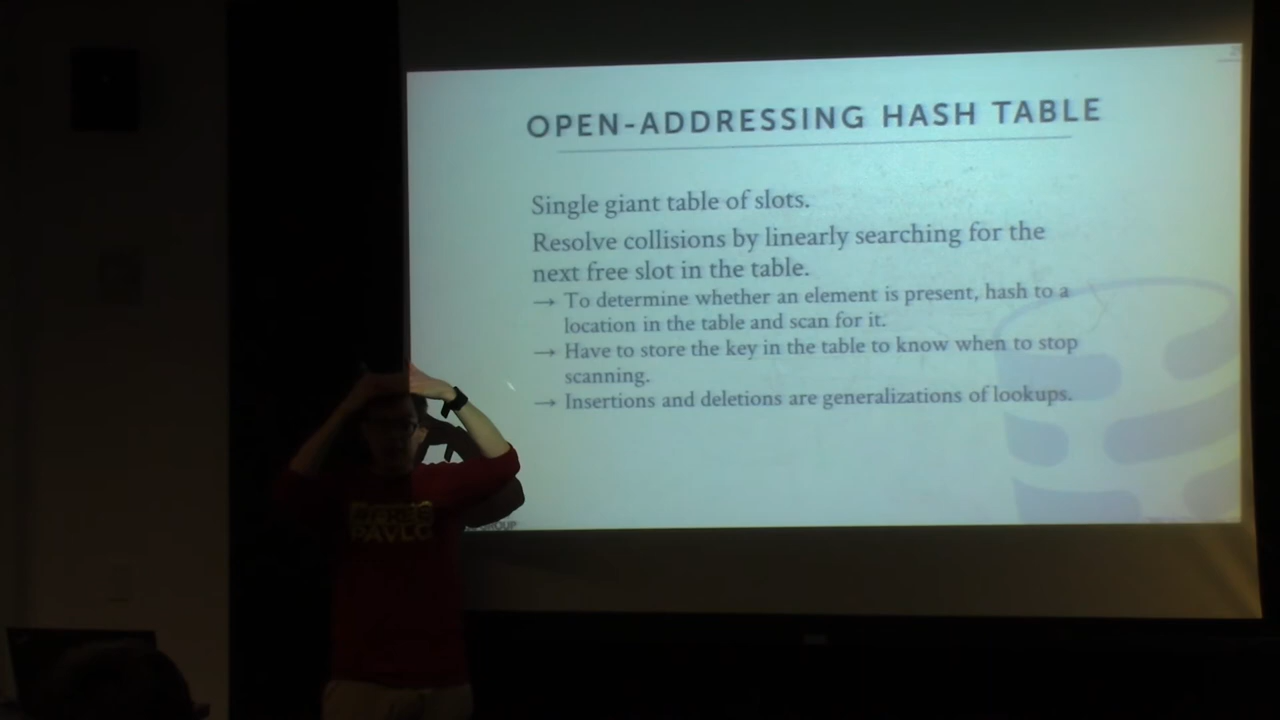 OPEN-ADDRESSING HASH TABLE
Single giant table of slots.
Resolve collisions by linearly searching for the
next free slot in the table.
→ To determine whether an element is present, hash to a
location in the table and scan for it.
→ Have to store the key in the table to know when to stop
scanning.
→ Insertions and deletions are generalizations of lookups.
GROUP
PAVLO